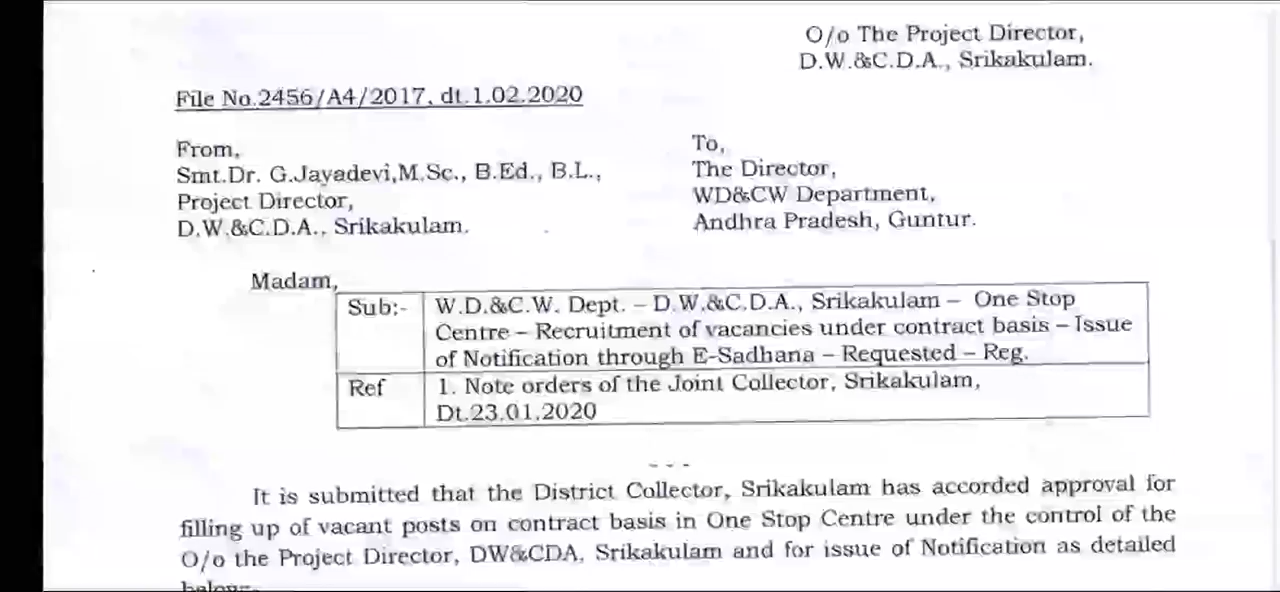 O/o The Project Director,
D.W.&C.D.A., Srikakulam.
File No.2456/A4/2017, dt.1.02.2020
From,
Smt.Dr. G.Jayadevi,M.Sc., B.Ed., B.L.,
Project Director,
D.W.&C.D.A., Srikakulam.
To,
The Director,
WD&CW Department,
Andhra Pradesh, Guntur.
Madam,
Sub:- W.D.&C.W. Dept. – D.W.&C.D.A., Srikakulam – One Stop
Centre – Recruitment of vacancies under contract basis – Issue
of Notification through E-Sadhana – Requested – Reg.
Ref 1. Note orders of the Joint Collector, Srikakulam,
Dt.23.01.2020
- - -
It is submitted that the District Collector, Srikakulam has accorded approval for
filling up of vacant posts on contract basis in One Stop Centre under the control of the
O/o the Project Director, DW&CDA, Srikakulam and for issue of Notification as detailed